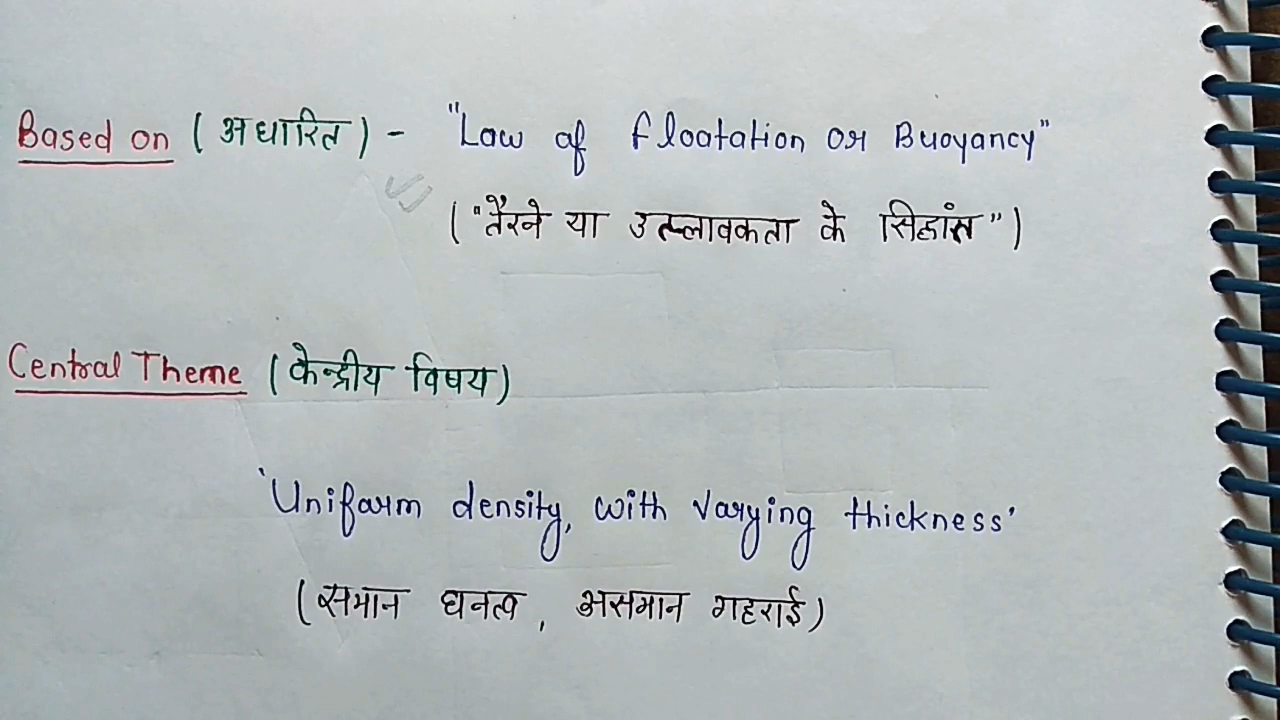 Based on (अधारित) - "Law of floatation or Buoyancy"
("तैरने या उत्प्लावकता के सिद्धांत")
Central Theme (केन्द्रीय विषय)
'Uniform density, with varying thickness'
(समान घनत्व, असमान गहराई)